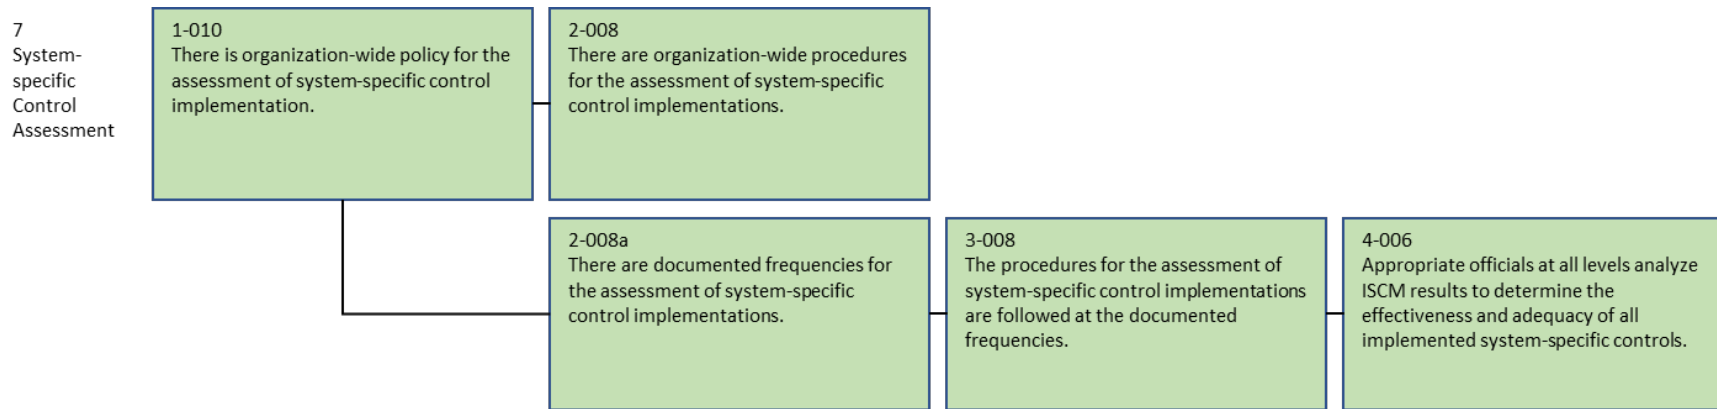 7
System-
specific
Control
Assessment
1-010
There is organization-wide policy for the
assessment of system-specific control
implementation.
2-008
There are organization-wide procedures
for the assessment of system-specific
control implementations.
2-008a
There are documented frequencies for
the assessment of system-specific
control implementations.
3-008
The procedures for the assessment of
system-specific control implementations
are followed at the documented
frequencies.
4-006
Appropriate officials at all levels analyze
ISCM results to determine the
effectiveness and adequacy of all
implemented system-specific controls.